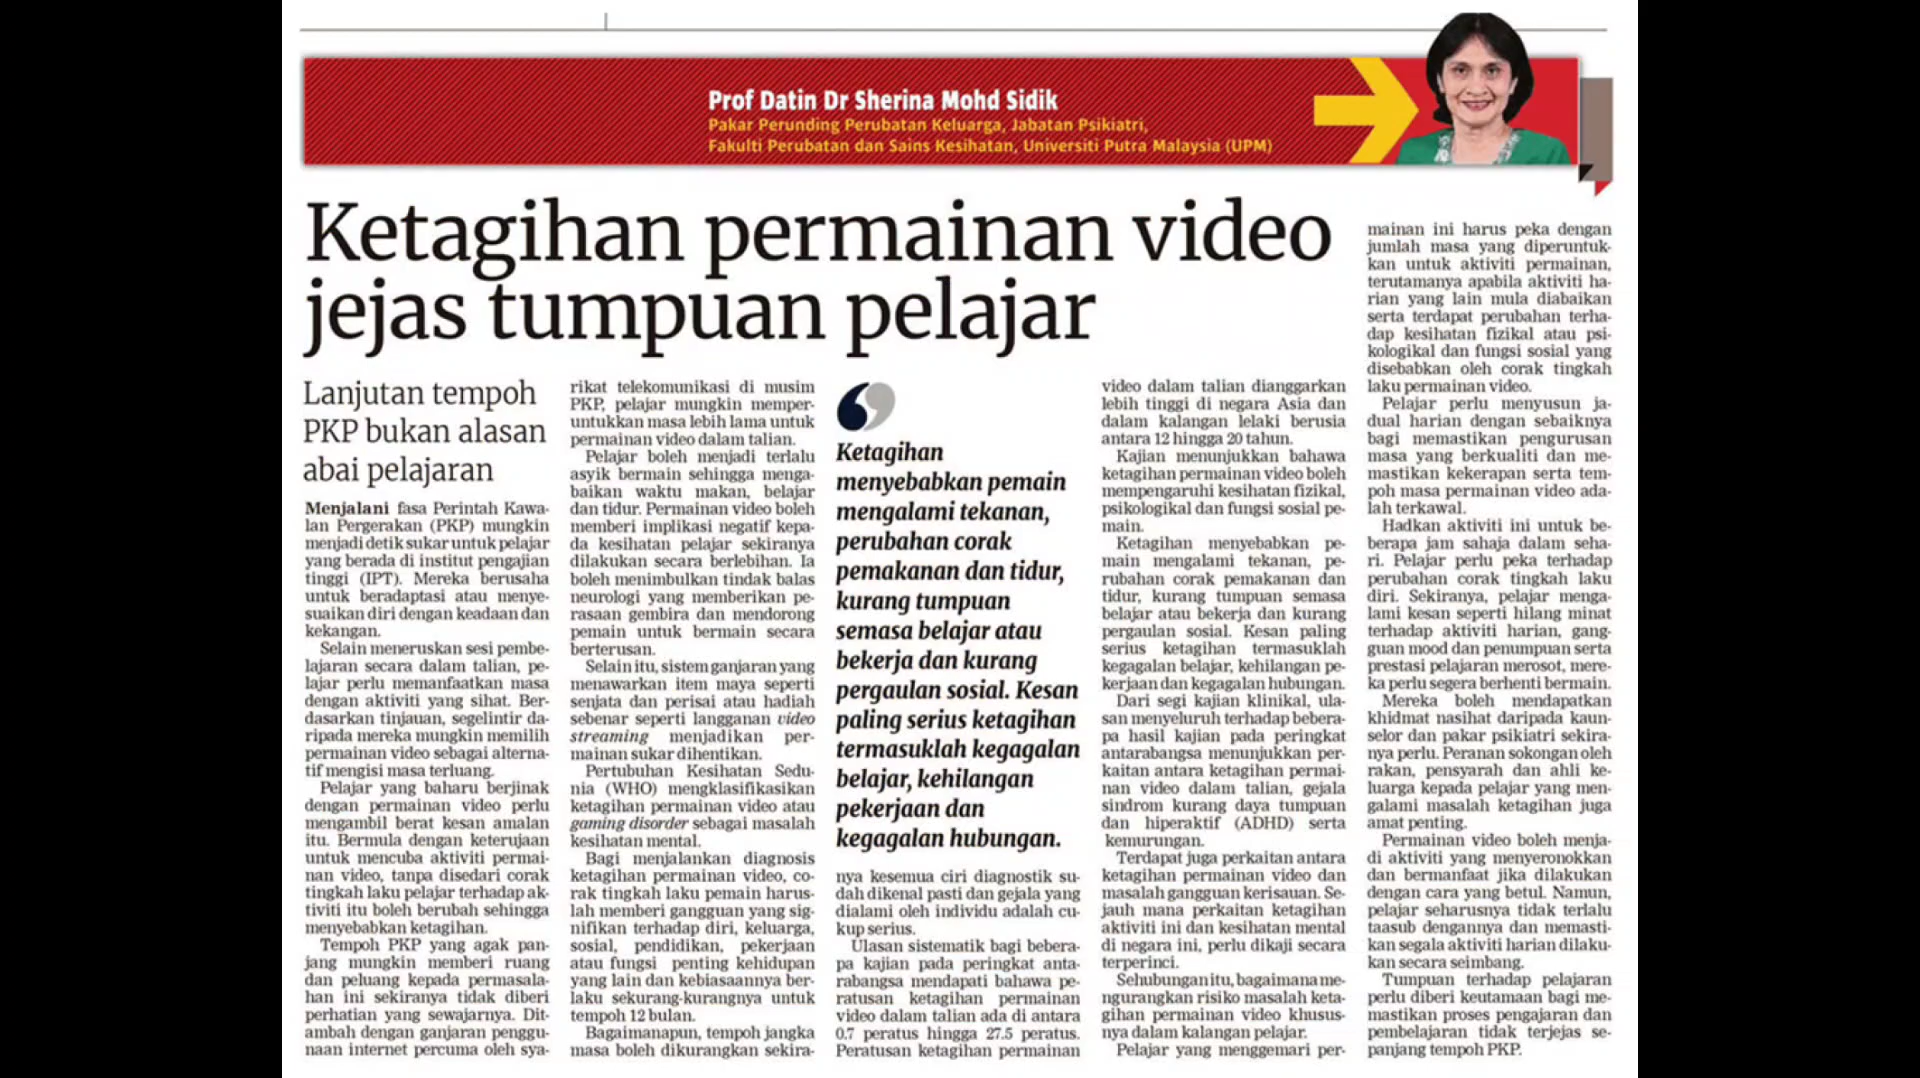 Prof Datin Dr Sherina Mohd Sidik
Pakar Perunding Perubatan Keluarga, Jabatan Psikiatri,
Fakulti Perubatan dan Sains Kesihatan, Universiti Putra Malaysia (UPM)
Ketagihan permainan video
jejas tumpuan pelajar
Lanjutan tempoh
PKP bukan alasan
abai pelajaran
Menjalani fasa Perintah Kawa-
lan Pergerakan (PKP) mungkin
menjadi detik sukar untuk pelajar
yang berada di institut pengajian
tinggi (IPT). Mereka berusaha
untuk beradaptasi atau menye-
suaikan diri dengan keadaan dan
kekangan.
Selain meneruskan sesi pembe-
lajaran secara dalam talian, pe-
lajar perlu memanfaatkan masa
dengan aktiviti yang sihat. Ber-
dasarkan tinjauan, segelintir da-
ripada mereka mungkin memilih
permainan video sebagai alterna-
tif mengisi masa terluang.
Pelajar yang baharu berjinak
dengan permainan video perlu
mengambil berat kesan amalan
itu. Bermula dengan keterujaan
untuk mencuba aktiviti permai-
nan video, tanpa disedari corak
tingkah laku pelajar terhadap ak-
tiviti itu boleh berubah sehingga
menyebabkan ketagihan.
Tempoh PKP yang agak pan-
jang mungkin memberi ruang
dan peluang kepada permasala-
han ini sekiranya tidak diberi
perhatian yang sewajarnya. Dit-
ambah dengan ganjaran penggu-
naan internet percuma oleh sya-
rikat telekomunikasi di musim
PKP, pelajar mungkin memper-
untukkan masa lebih lama untuk
permainan video dalam talian.
Pelajar boleh menjadi terlalu
asyik bermain sehingga menga-
baikan waktu makan, belajar
dan tidur. Permainan video boleh
memberi implikasi negatif kepa-
da kesihatan pelajar sekiranya
dilakukan secara berlebihan. Ia
boleh menimbulkan tindak balas
neurologi yang memberikan pe-
rasaan gembira dan mendorong
pemain untuk bermain secara
berterusan.
Selain itu, sistem ganjaran yang
menawarkan item maya seperti
senjata dan perisai atau hadiah
sebenar seperti langganan video
streaming menjadikan per-
mainan sukar dihentikan.
Pertubuhan Kesihatan Sedu-
nia (WHO) mengklasifikasikan
ketagihan permainan video atau
gaming disorder sebagai masalah
kesihatan mental.
Bagi menjalankan diagnosis
ketagihan permainan video, co-
rak tingkah laku pemain harus-
lah memberi gangguan yang sig-
nifikan terhadap diri, keluarga,
sosial, pendidikan, pekerjaan
atau fungsi penting kehidupan
yang lain dan kebiasaannya ber-
laku sekurang-kurangnya untuk
tempoh 12 bulan.
Bagaimanapun, tempoh jangka
masa boleh dikurangkan sekira-
Ketagihan
menyebabkan pemain
mengalami tekanan,
perubahan corak
pemakanan dan tidur,
kurang tumpuan
semasa belajar atau
bekerja dan kurang
pergaulan sosial. Kesan
paling serius ketagihan
termasuklah kegagalan
belajar, kehilangan
pekerjaan dan
kegagalan hubungan.
nya kesemua ciri diagnostik su-
dah dikenal pasti dan gejala yang
dialami oleh individu adalah cu-
kup serius.
Ulasan sistematik bagi bebera-
pa kajian pada peringkat anta-
rabangsa mendapati bahawa pe-
ratusan ketagihan permainan
video dalam talian ada di antara
0.7 peratus hingga 27.5 peratus.
Peratusan ketagihan permainan
video dalam talian dianggarkan
lebih tinggi di negara Asia dan
dalam kalangan lelaki berusia
antara 12 hingga 20 tahun.
Kajian menunjukkan bahawa
ketagihan permainan video boleh
mempengaruhi kesihatan fizikal,
psikologikal dan fungsi sosial pe-
main.
Ketagihan menyebabkan pe-
main mengalami tekanan, pe-
rubahan corak pemakanan dan
tidur, kurang tumpuan semasa
belajar atau bekerja dan kurang
pergaulan sosial. Kesan paling
serius ketagihan termasuklah
kegagalan belajar, kehilangan pe-
kerjaan dan kegagalan hubungan.
Dari segi kajian klinikal, ula-
san menyeluruh terhadap bebera-
pa hasil kajian pada peringkat
antarabangsa menunjukkan per-
kaitan antara ketagihan permai-
nan video dalam talian, gejala
sindrom kurang daya tumpuan
dan hiperaktif (ADHD) serta
kemurungan.
Terdapat juga perkaitan antara
ketagihan permainan video dan
masalah gangguan kerisauan. Se-
jauh mana perkaitan ketagihan
aktiviti ini dan kesihatan mental
di negara ini, perlu dikaji secara
terperinci.
Sehubungan itu, bagaimana me-
ngurangkan risiko masalah keta-
gihan permainan video khusus-
nya dalam kalangan pelajar.
Pelajar yang menggemari per-
mainan ini harus peka dengan
jumlah masa yang diperuntuk-
kan untuk aktiviti permainan,
terutamanya apabila aktiviti ha-
rian yang lain mula diabaikan
serta terdapat perubahan terha-
dap kesihatan fizikal atau psi-
kologikal dan fungsi sosial yang
disebabkan oleh corak tingkah
laku permainan video.
Pelajar perlu menyusun ja-
dual harian dengan sebaiknya
bagi memastikan pengurusan
masa yang berkualiti dan me-
mastikan kekerapan serta tem-
poh masa permainan video ada-
lah terkawal.
Hadkan aktiviti ini untuk be-
berapa jam sahaja dalam seha-
ri. Pelajar perlu peka terhadap
perubahan corak tingkah laku
diri. Sekiranya, pelajar menga-
lami kesan seperti hilang minat
terhadap aktiviti harian, gang-
guan mood dan penumpuan serta
prestasi pelajaran merosot, mere-
ka perlu segera berhenti bermain.
Mereka boleh mendapatkan
khidmat nasihat daripada kaun-
selor dan pakar psikiatri sekira-
nya perlu. Peranan sokongan oleh
rakan, pensyarah dan ahli ke-
luarga kepada pelajar yang men-
galami masalah ketagihan juga
amat penting.
Permainan video boleh menja-
di aktiviti yang menyeronokkan
dan bermanfaat jika dilakukan
dengan cara yang betul. Namun,
pelajar seharusnya tidak terlalu
taasub dengannya dan memasti-
kan segala aktiviti harian dilaku-
kan secara seimbang.
Tumpuan terhadap pelajaran
perlu diberi keutamaan bagi me-
mastikan proses pengajaran dan
pembelajaran tidak terjejas se-
panjang tempoh PKP.